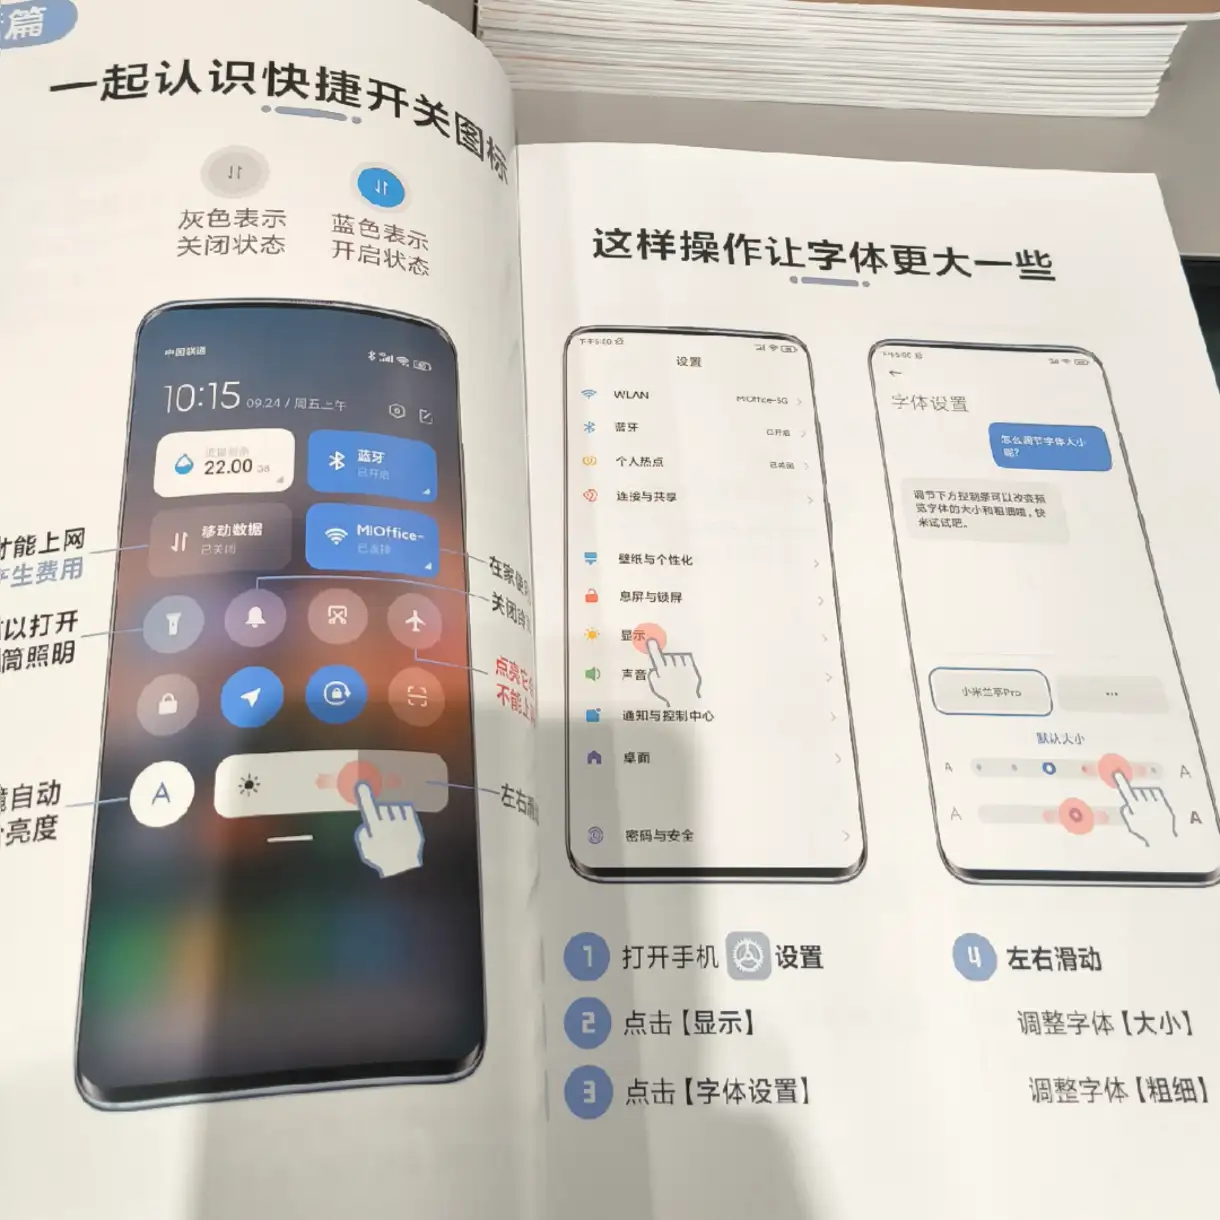 篇
一起认识快捷开关图标
灰色表示
关闭状态
蓝色表示
开启状态
中国联通
10:15 09.24 / 周五上午
22.00 GB
蓝牙
已开启
移动数据
已关闭
MIOffice-
已连接
才能上网
产生费用
以打开
筒照明
自动
亮度
A
在家使
关闭
点亮它
不能上
左右滑
这样操作让字体更大一些
下午5:00
设置
WLAN MIOffice-5G
蓝牙 已开启
个人热点 已关闭
连接与共享
壁纸与个性化
息屏与锁屏
显示
声音
通知与控制中心
桌面
密码与安全
字体设置
怎么调节字体大小
呢？
调节下方控制条可以改变预
览字体的大小和粗细哦，快
来试试吧。
小米兰亭Pro
...
默认大小
A A
A A
1 打开手机 设置
2 点击【显示】
3 点击【字体设置】
4 左右滑动
调整字体【大小】
调整字体【粗细】